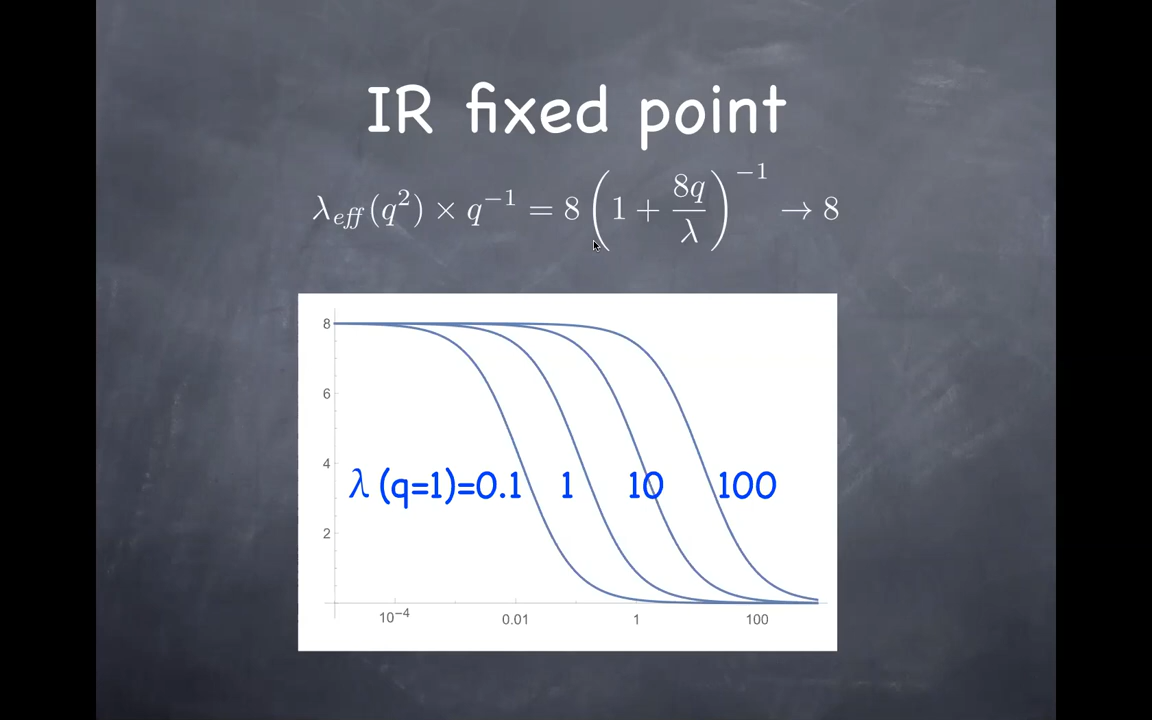 IR fixed point
λ_eff(q²) × q⁻¹ = 8 (1 + 8q/λ)⁻¹ → 8
8
6
4
λ (q=1)=0.1 1 10 100
2
10⁻⁴ 0.01 1 100